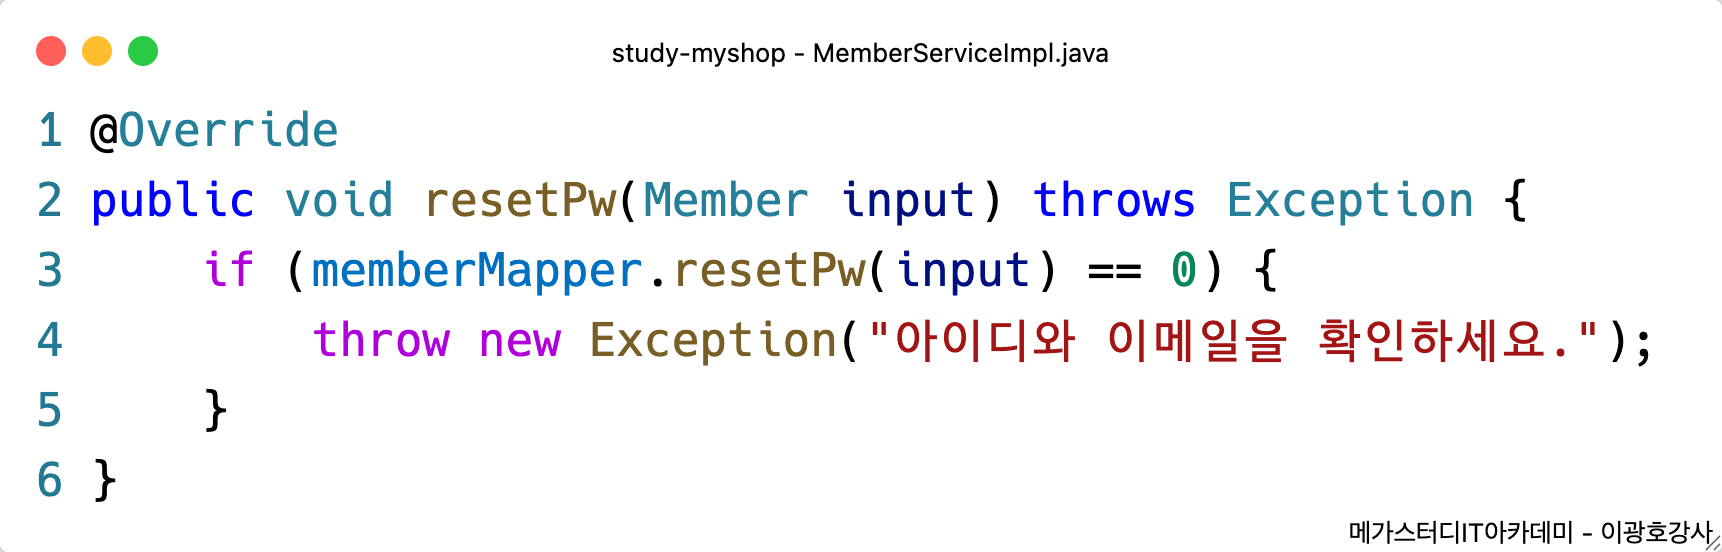 study-myshop - MemberServiceImpl.java
1 @Override
2 public void resetPw(Member input) throws Exception {
3     if (memberMapper.resetPw(input) == 0) {
4         throw new Exception("아이디와 이메일을 확인하세요.");
5     }
6 }
메가스터디IT아카데미 - 이광호강사